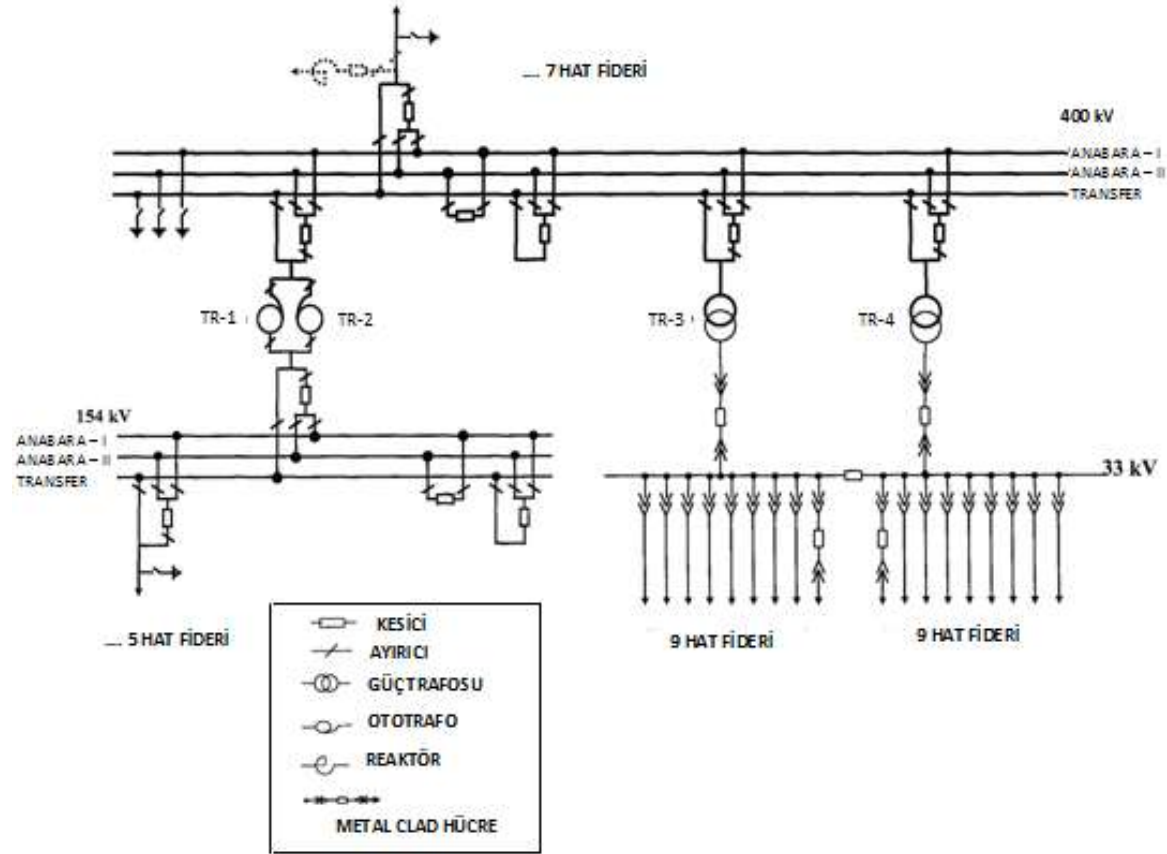 .... 7 HAT FİDERİ
400 kV
ANABARA – I
ANABARA – II
TRANSFER
TR-1
TR-2
TR-3
TR-4
154 kV
ANABARA – I
ANABARA – II
TRANSFER
33 kV
.... 5 HAT FİDERİ
9 HAT FİDERİ
9 HAT FİDERİ
KESİCİ
AYIRICI
GÜÇTRAFOSU
OTOTRAFO
REAKTÖR
METAL CLAD HÜCRE